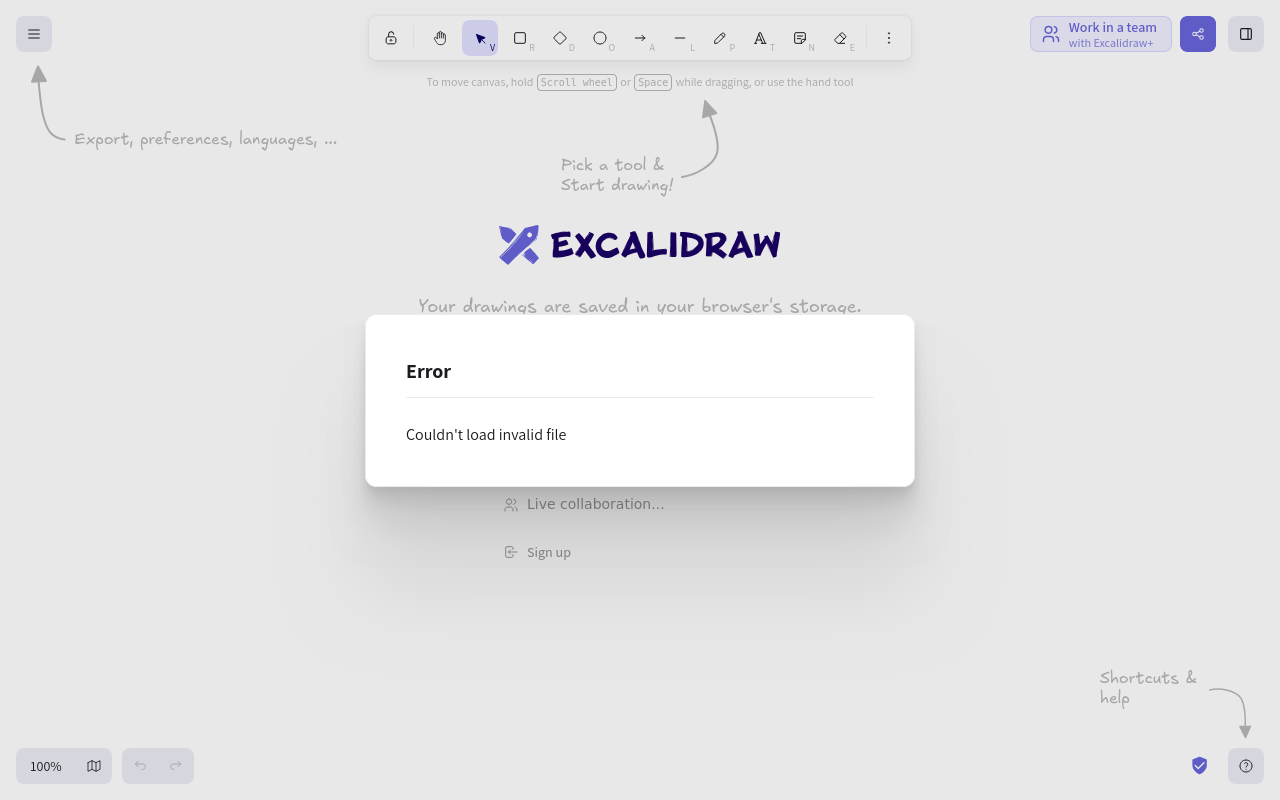 V
R
D
O
A
L
P
T
N
E
Work in a team
with Excalidraw+
To move canvas, hold Scroll wheel or Space while dragging, or use the hand tool
Export, preferences, languages, ...
Pick a tool &
Start drawing!
EXCALIDRAW
Your drawings are saved in your browser's storage.
Error
Couldn't load invalid file
Live collaboration...
Sign up
Shortcuts &
help
100%